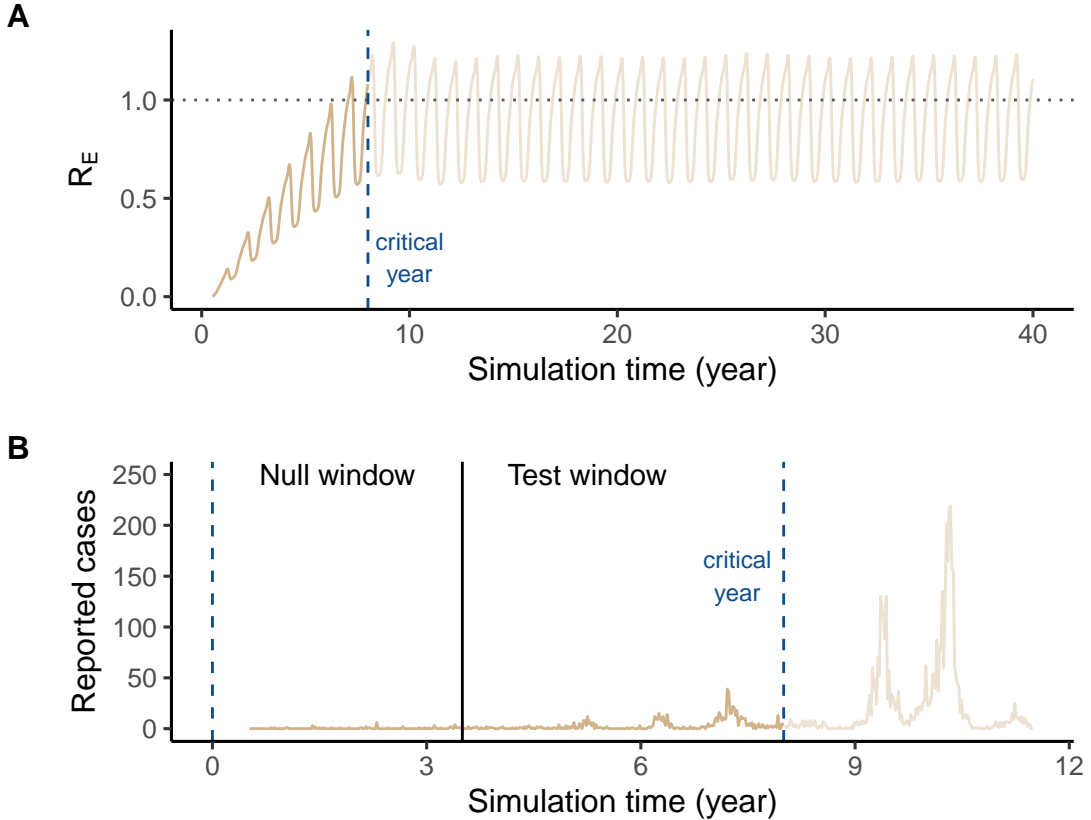 A
R_E
1.0
0.5
0.0
critical
year
0
10
20
30
40
Simulation time (year)
B
Reported cases
250
200
150
100
50
0
Null window
Test window
critical
year
0
3
6
9
12
Simulation time (year)